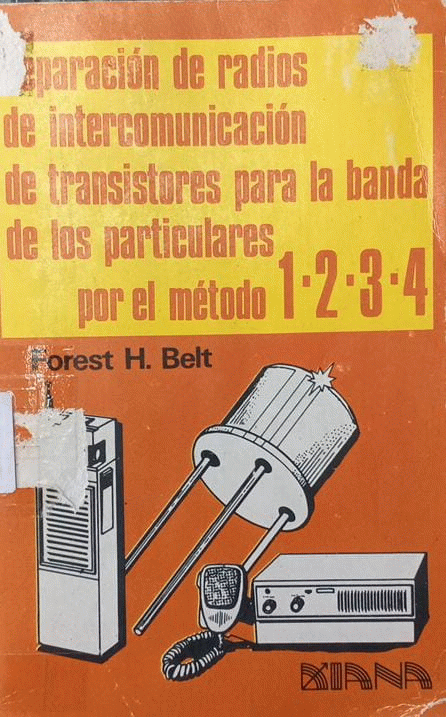 eparación de radios
de intercomunicación
de transistores para la banda
de los particulares
por el método 1·2·3·4
Forest H. Belt
DIANA